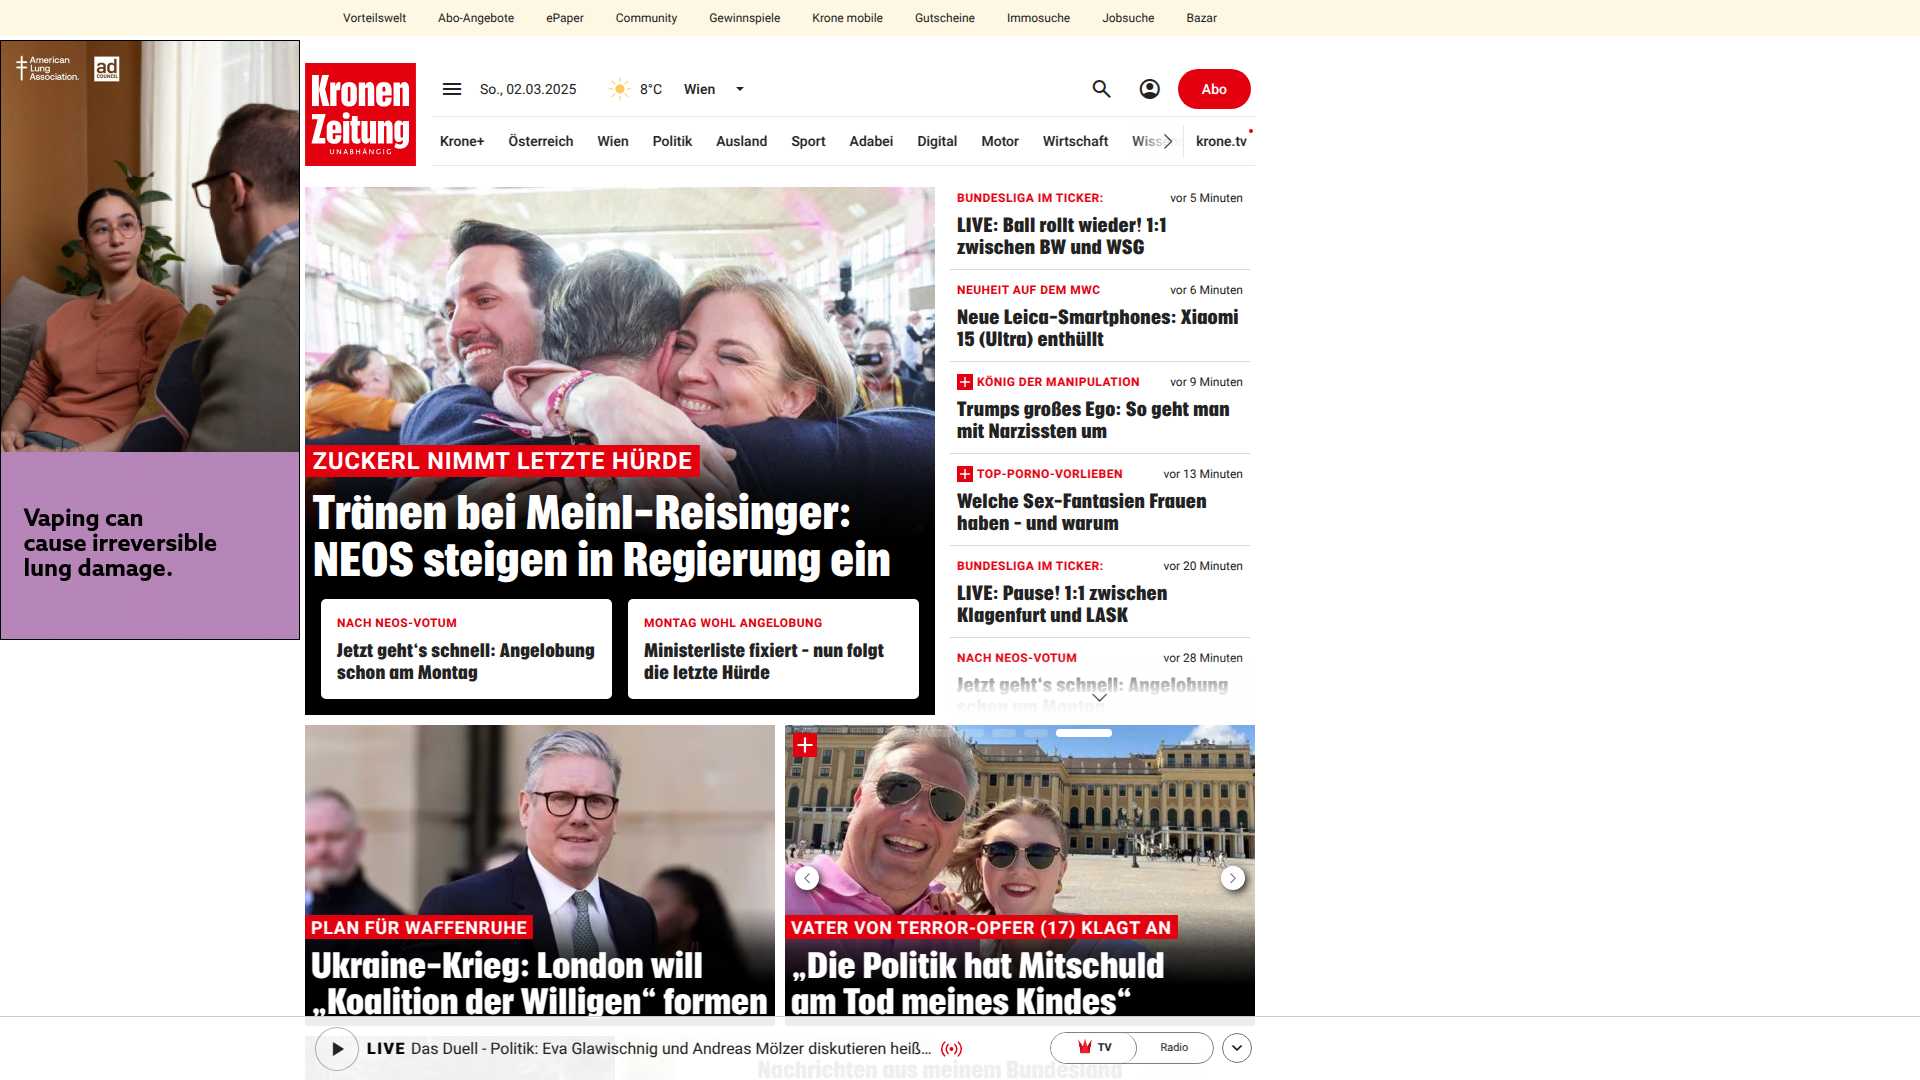 Vorteilswelt Abo-Angebote ePaper Community Gewinnspiele Krone mobile Gutscheine Immosuche Jobsuche Bazar
American Lung Association.
ad COUNCIL
Vaping can
cause irreversible
lung damage.
Kronen
Zeitung
UNABHÄNGIG
So., 02.03.2025 8°C Wien Abo
Krone+ Österreich Wien Politik Ausland Sport Adabei Digital Motor Wirtschaft krone.tv
ZUCKERL NIMMT LETZTE HÜRDE
Tränen bei Meinl-Reisinger:
NEOS steigen in Regierung ein
NACH NEOS-VOTUM
Jetzt geht‘s schnell: Angelobung
schon am Montag
MONTAG WOHL ANGELOBUNG
Ministerliste fixiert – nun folgt
die letzte Hürde
BUNDESLIGA IM TICKER: vor 5 Minuten
LIVE: Ball rollt wieder! 1:1
zwischen BW und WSG
NEUHEIT AUF DEM MWC vor 6 Minuten
Neue Leica-Smartphones: Xiaomi
15 (Ultra) enthüllt
KÖNIG DER MANIPULATION vor 9 Minuten
Trumps großes Ego: So geht man
mit Narzissten um
TOP-PORNO-VORLIEBEN vor 13 Minuten
Welche Sex-Fantasien Frauen
haben – und warum
BUNDESLIGA IM TICKER: vor 20 Minuten
LIVE: Pause! 1:1 zwischen
Klagenfurt und LASK
NACH NEOS-VOTUM vor 28 Minuten
Jetzt geht‘s schnell: Angelobung
schon am Montag
PLAN FÜR WAFFENRUHE
Ukraine-Krieg: London will
„Koalition der Willigen“ formen
VATER VON TERROR-OPFER (17) KLAGT AN
„Die Politik hat Mitschuld
am Tod meines Kindes“
LIVE Das Duell - Politik: Eva Glawischnig und Andreas Mölzer diskutieren heiß... TV Radio
Nachrichten aus meinem Bundesland